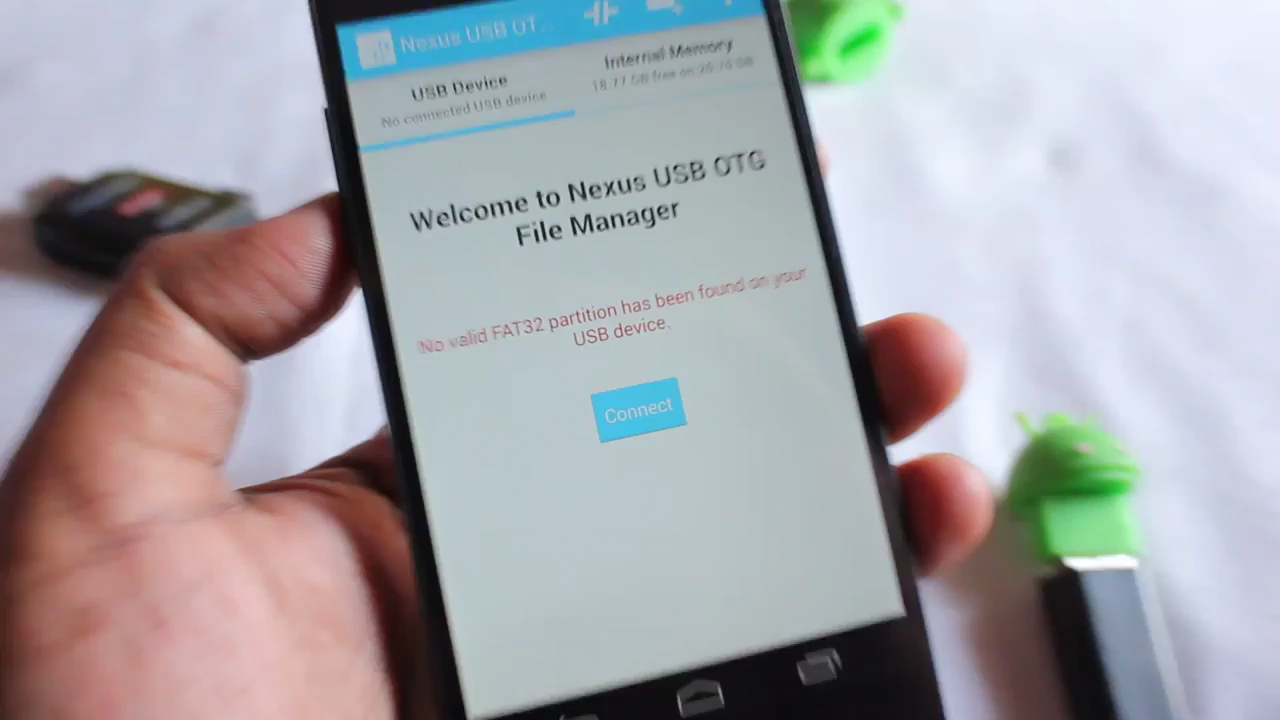 Nexus USB OT...
USB Device
No connected USB device
Internal Memory
Welcome to Nexus USB OTG
File Manager
No valid FAT32 partition has been found on your
USB device.
Connect